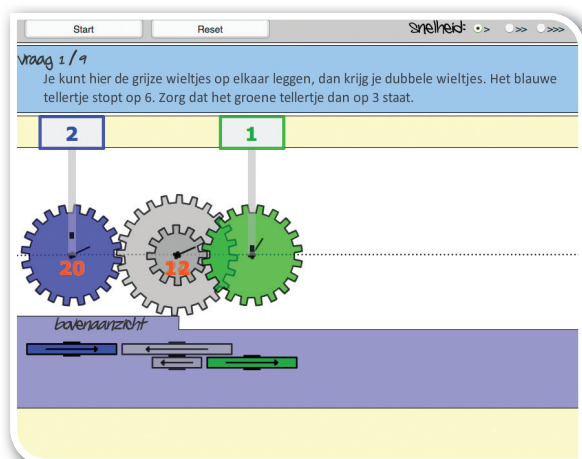 Start Reset snelheid: > >> >>>
vraag 1/9
Je kunt hier de grijze wieltjes op elkaar leggen, dan krijg je dubbele wieltjes. Het blauwe
tellertje stopt op 6. Zorg dat het groene tellertje dan op 3 staat.
2 1
20 12
bovenaanzicht